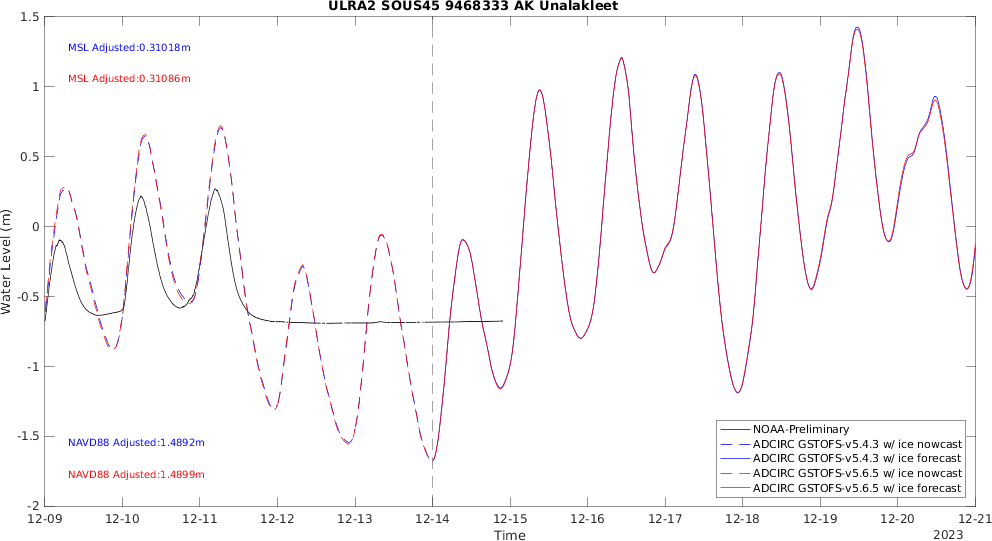 ULRA2 SOUS45 9468333 AK Unalakleet
MSL Adjusted:0.31018m
MSL Adjusted:0.31086m
NAVD88 Adjusted:1.4892m
NAVD88 Adjusted:1.4899m
Water Level (m)
1.5
1
0.5
0
-0.5
-1
-1.5
-2
NOAA-Preliminary
ADCIRC GSTOFS-v5.4.3 w/ ice nowcast
ADCIRC GSTOFS-v5.4.3 w/ ice forecast
ADCIRC GSTOFS-v5.6.5 w/ ice nowcast
ADCIRC GSTOFS-v5.6.5 w/ ice forecast
12-09 12-10 12-11 12-12 12-13 12-14 12-15 12-16 12-17 12-18 12-19 12-20 12-21
Time
2023